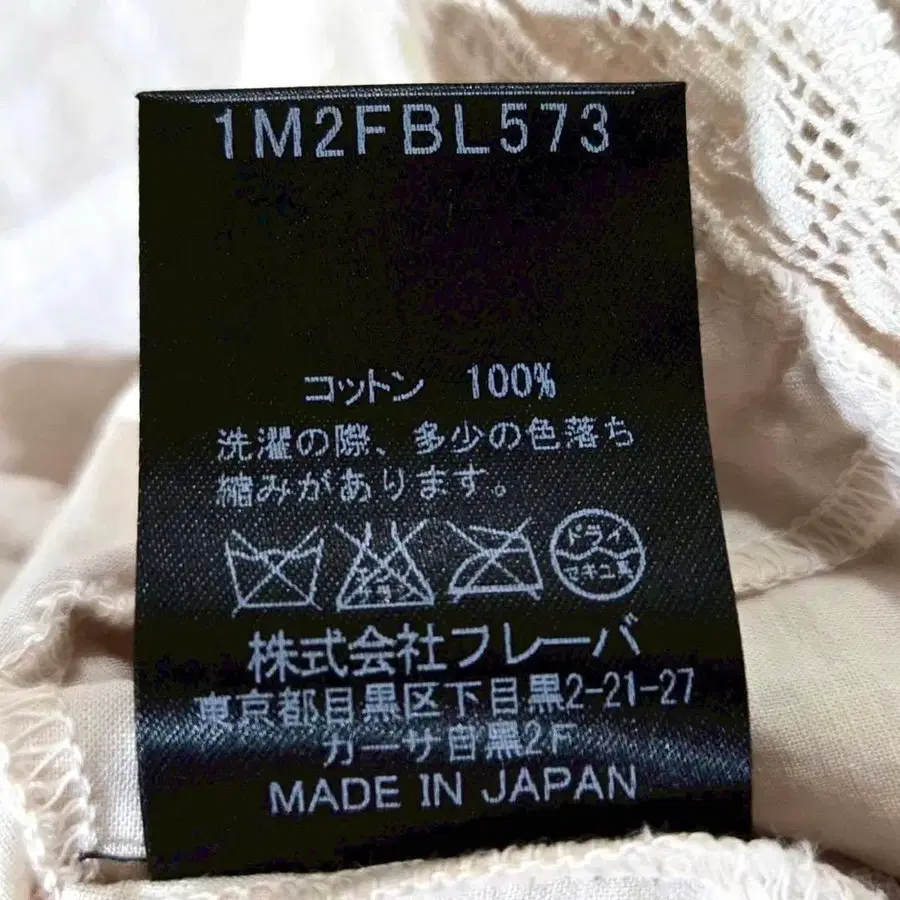 1M2FBL573
コットン 100%
洗濯の際、多少の色落ち
縮みがあります。
ドライ
株式会社フレーバ
東京都目黒区下目黒2-21-27
カーサ目黒2F
MADE IN JAPAN